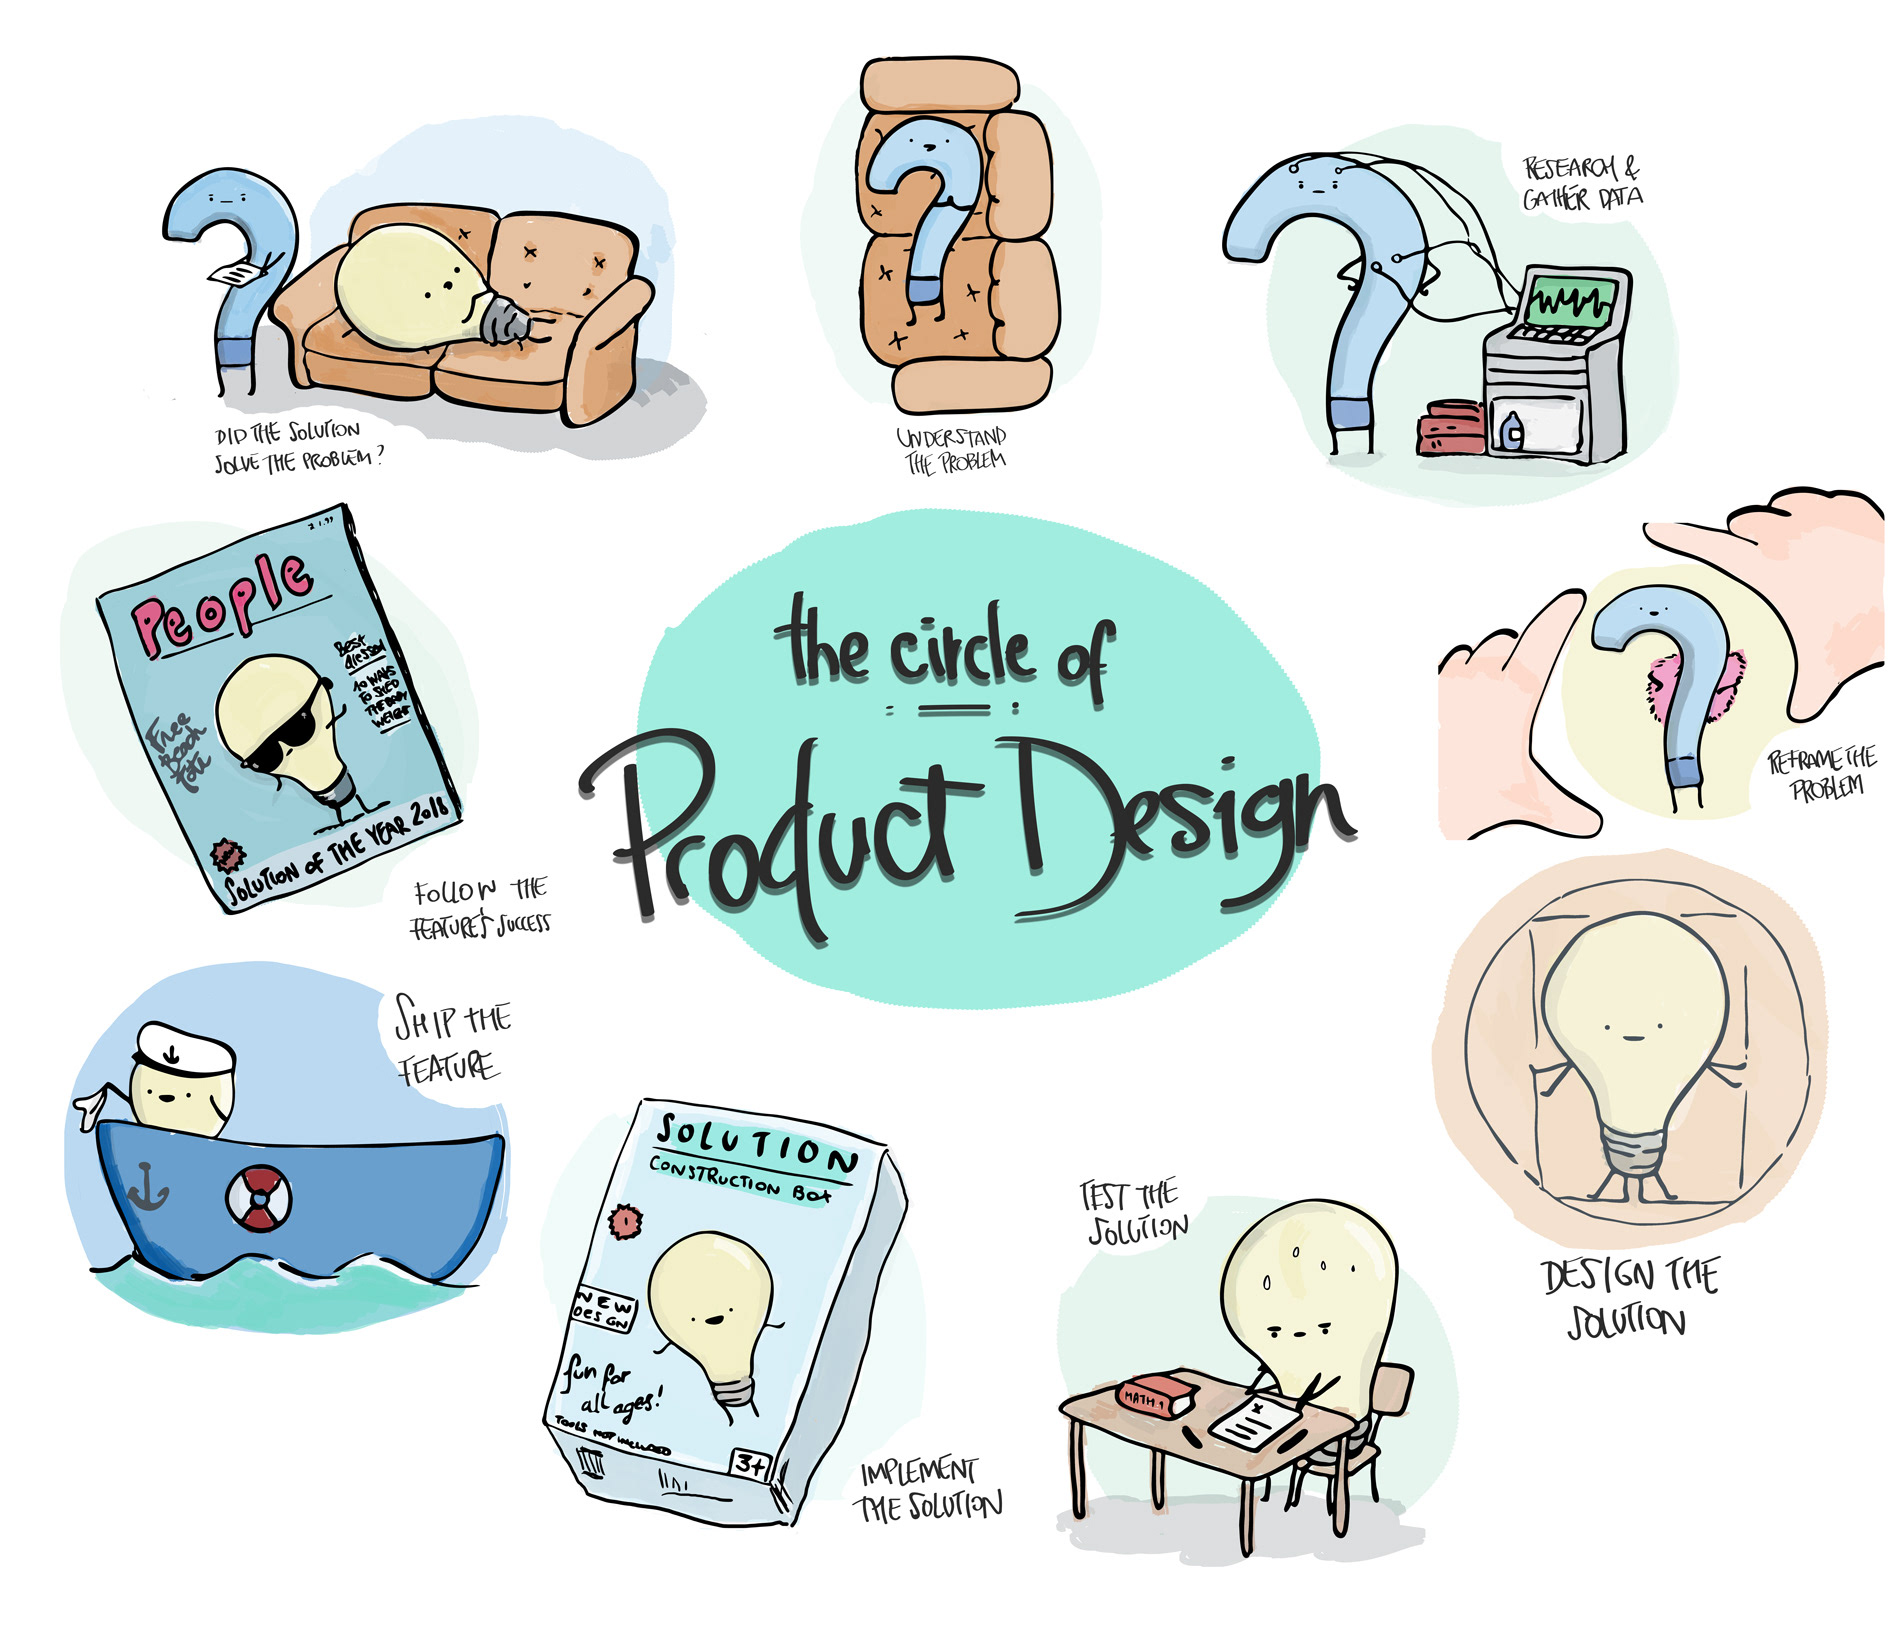 the circle of
Product Design
UNDERSTAND
THE PROBLEM
RESEARCH &
GATHER DATA
REFRAME THE
PROBLEM
DESIGN THE
SOLUTION
TEST THE
SOLUTION
MATH 1
SOLUTION
CONSTRUCTION BOX
NEW
DESIGN
fun for
all ages!
TOOLS NOT INCLUDED
3+
IMPLEMENT
THE SOLUTION
SHIP THE
FEATURE
People
Best
dressed
10 WAYS
TO SHED
THE BODY
WEIGHT
Free
Beach
Tote
SOLUTION OF THE YEAR 2018
FOLLOW THE
FEATURE'S SUCCESS
DID THE SOLUTION
SOLVE THE PROBLEM?